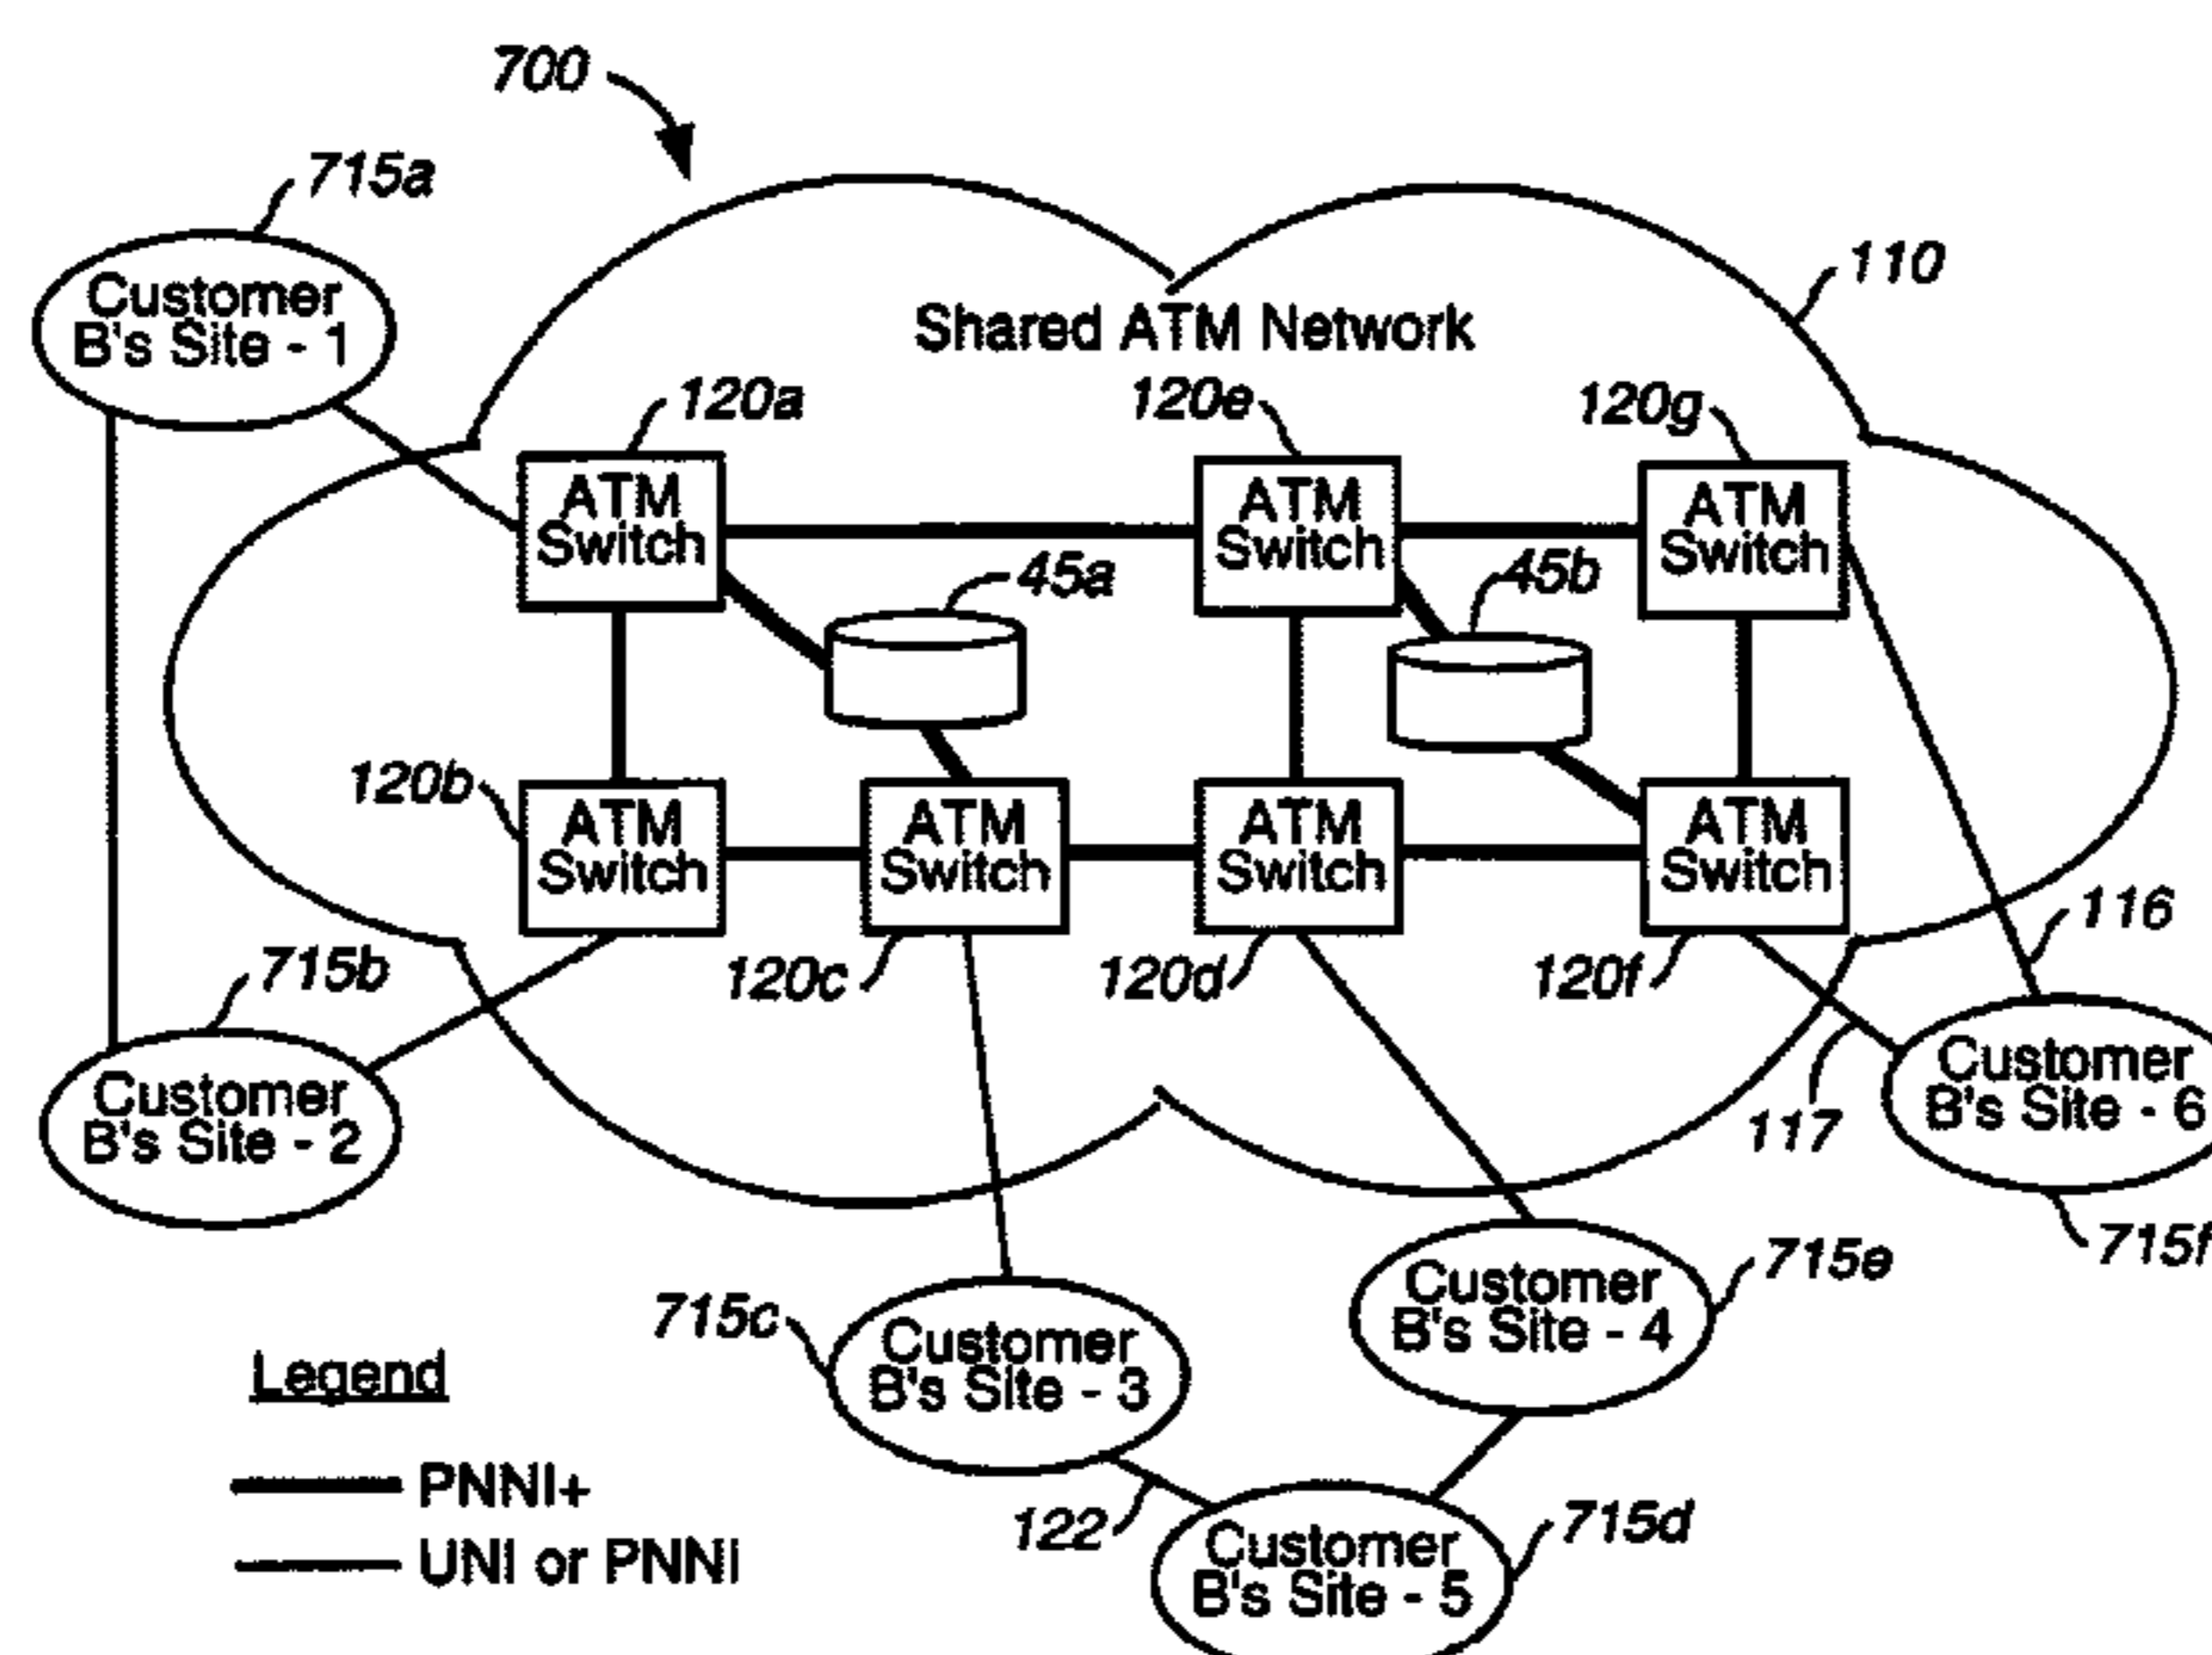 700
715a
Customer
B's Site - 1
110
Shared ATM Network
120a
120e
120g
ATM
Switch
ATM
Switch
ATM
Switch
45a
45b
120b
ATM
Switch
ATM
Switch
ATM
Switch
ATM
Switch
116
715b
120c
120d
120f
Customer
B's Site - 2
Customer
B's Site - 6
117
715f
715c
Customer
B's Site - 3
Customer
B's Site - 4
715e
Legend
PNNI+
UNI or PNNI
122
Customer
B's Site - 5
715d